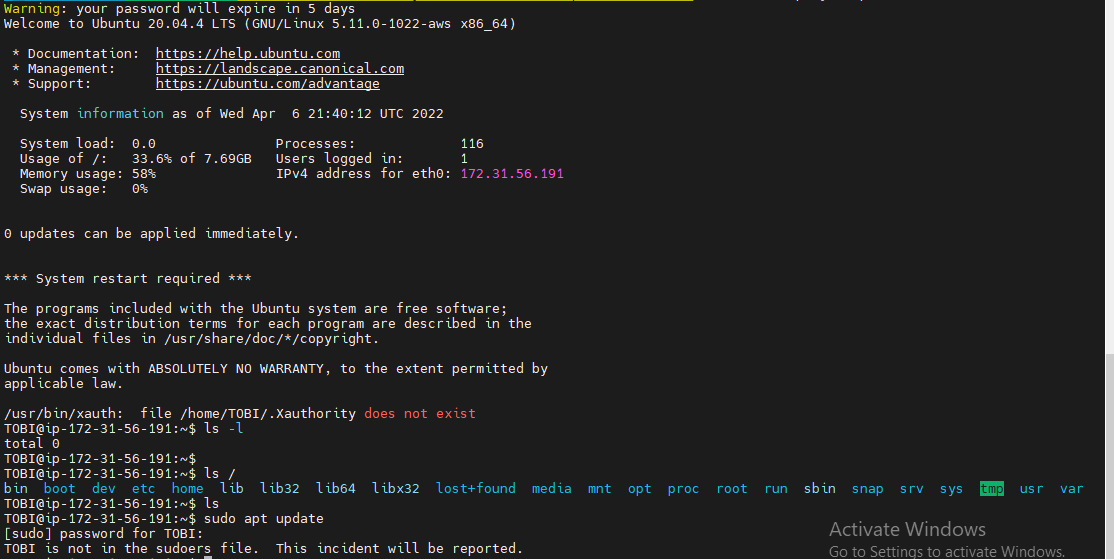 Warning: your password will expire in 5 days
Welcome to Ubuntu 20.04.4 LTS (GNU/Linux 5.11.0-1022-aws x86_64)
* Documentation:  https://help.ubuntu.com
* Management:     https://landscape.canonical.com
* Support:        https://ubuntu.com/advantage
System information as of Wed Apr  6 21:40:12 UTC 2022
System load:  0.0               Processes:             116
Usage of /:   33.6% of 7.69GB   Users logged in:       1
Memory usage: 58%               IPv4 address for eth0: 172.31.56.191
Swap usage:   0%
0 updates can be applied immediately.
*** System restart required ***
The programs included with the Ubuntu system are free software;
the exact distribution terms for each program are described in the
individual files in /usr/share/doc/*/copyright.
Ubuntu comes with ABSOLUTELY NO WARRANTY, to the extent permitted by
applicable law.
/usr/bin/xauth:  file /home/TOBI/.Xauthority does not exist
TOBI@ip-172-31-56-191:~$ ls -l
total 0
TOBI@ip-172-31-56-191:~$
TOBI@ip-172-31-56-191:~$ ls /
bin  boot  dev  etc  home  lib  lib32  lib64  libx32  lost+found  media  mnt  opt  proc  root  run  sbin  snap  srv  sys  tmp  usr  var
TOBI@ip-172-31-56-191:~$ ls
TOBI@ip-172-31-56-191:~$ sudo apt update
[sudo] password for TOBI:
TOBI is not in the sudoers file.  This incident will be reported.
Activate Windows
Go to Settings to activate Windows.